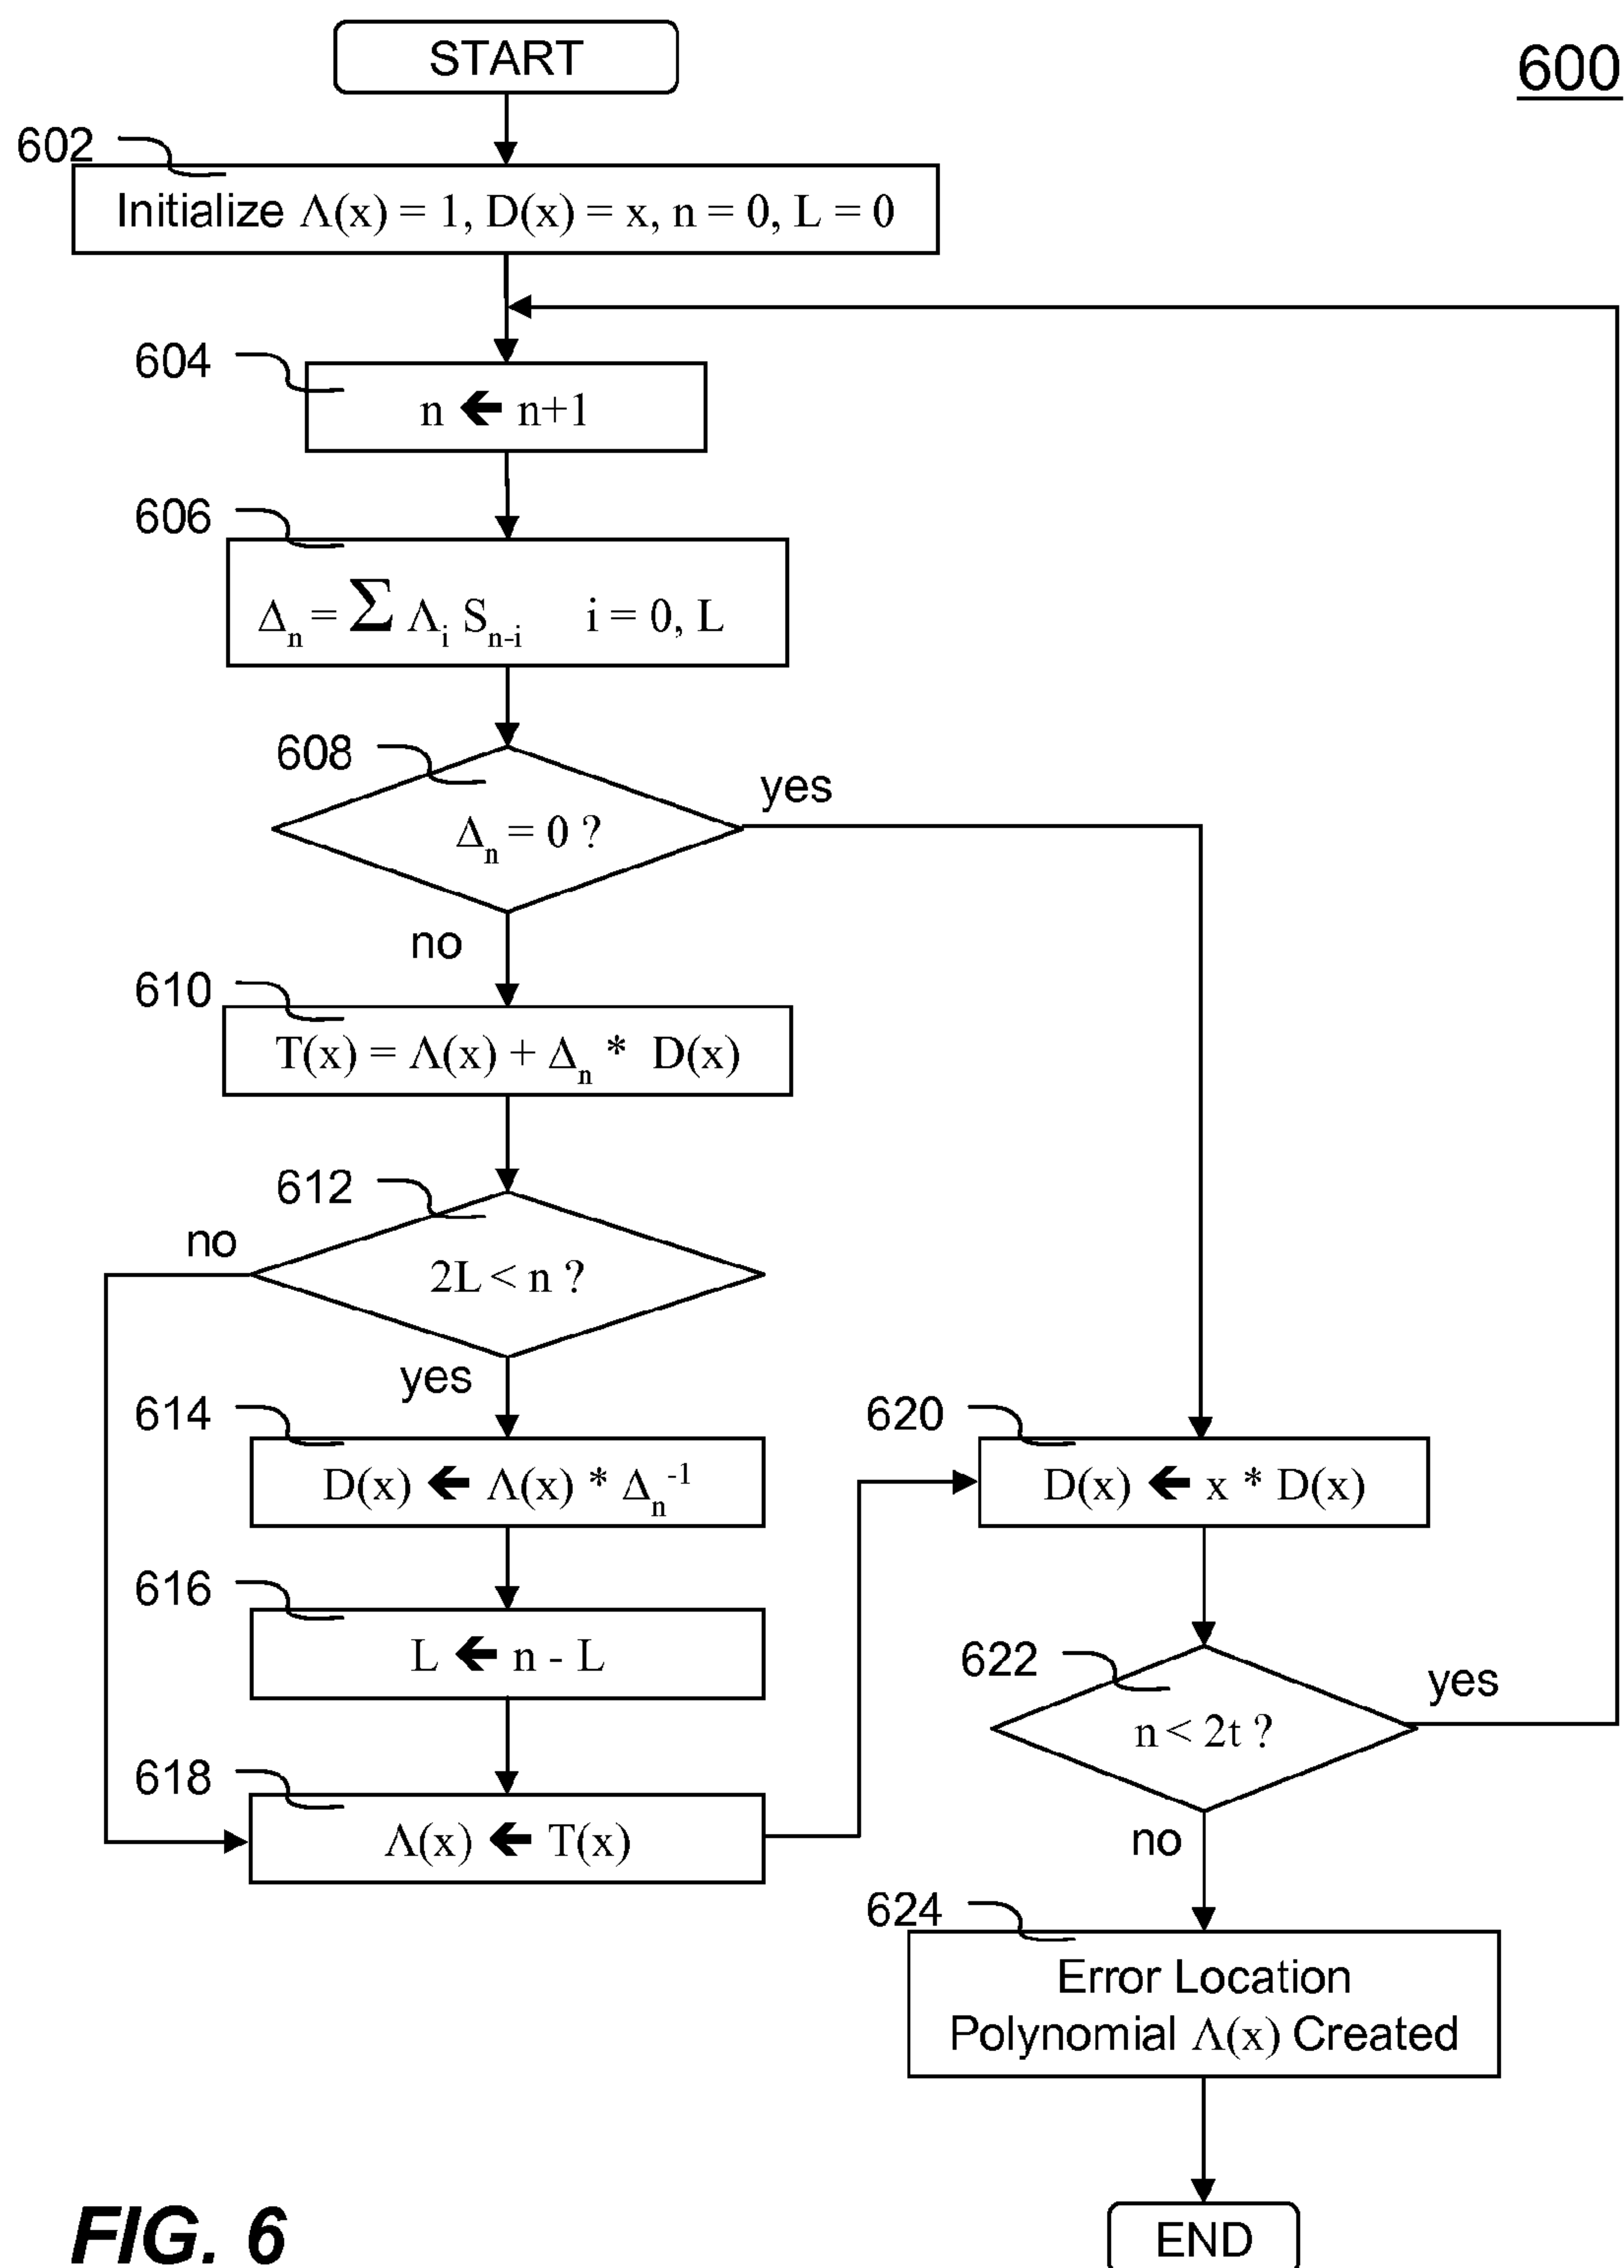 START
600
602
Initialize Λ(x) = 1, D(x) = x, n = 0, L = 0
604
n ← n+1
606
Δn = Σ Λi Sn-i i = 0, L
608
yes
Δn = 0 ?
no
610
T(x) = Λ(x) + Δn * D(x)
612
no
2L < n ?
yes
614
D(x) ← Λ(x) * Δn-1
620
D(x) ← x * D(x)
616
L ← n - L
622
yes
n < 2t ?
618
Λ(x) ← T(x)
no
624
Error Location
Polynomial Λ(x) Created
FIG. 6
END